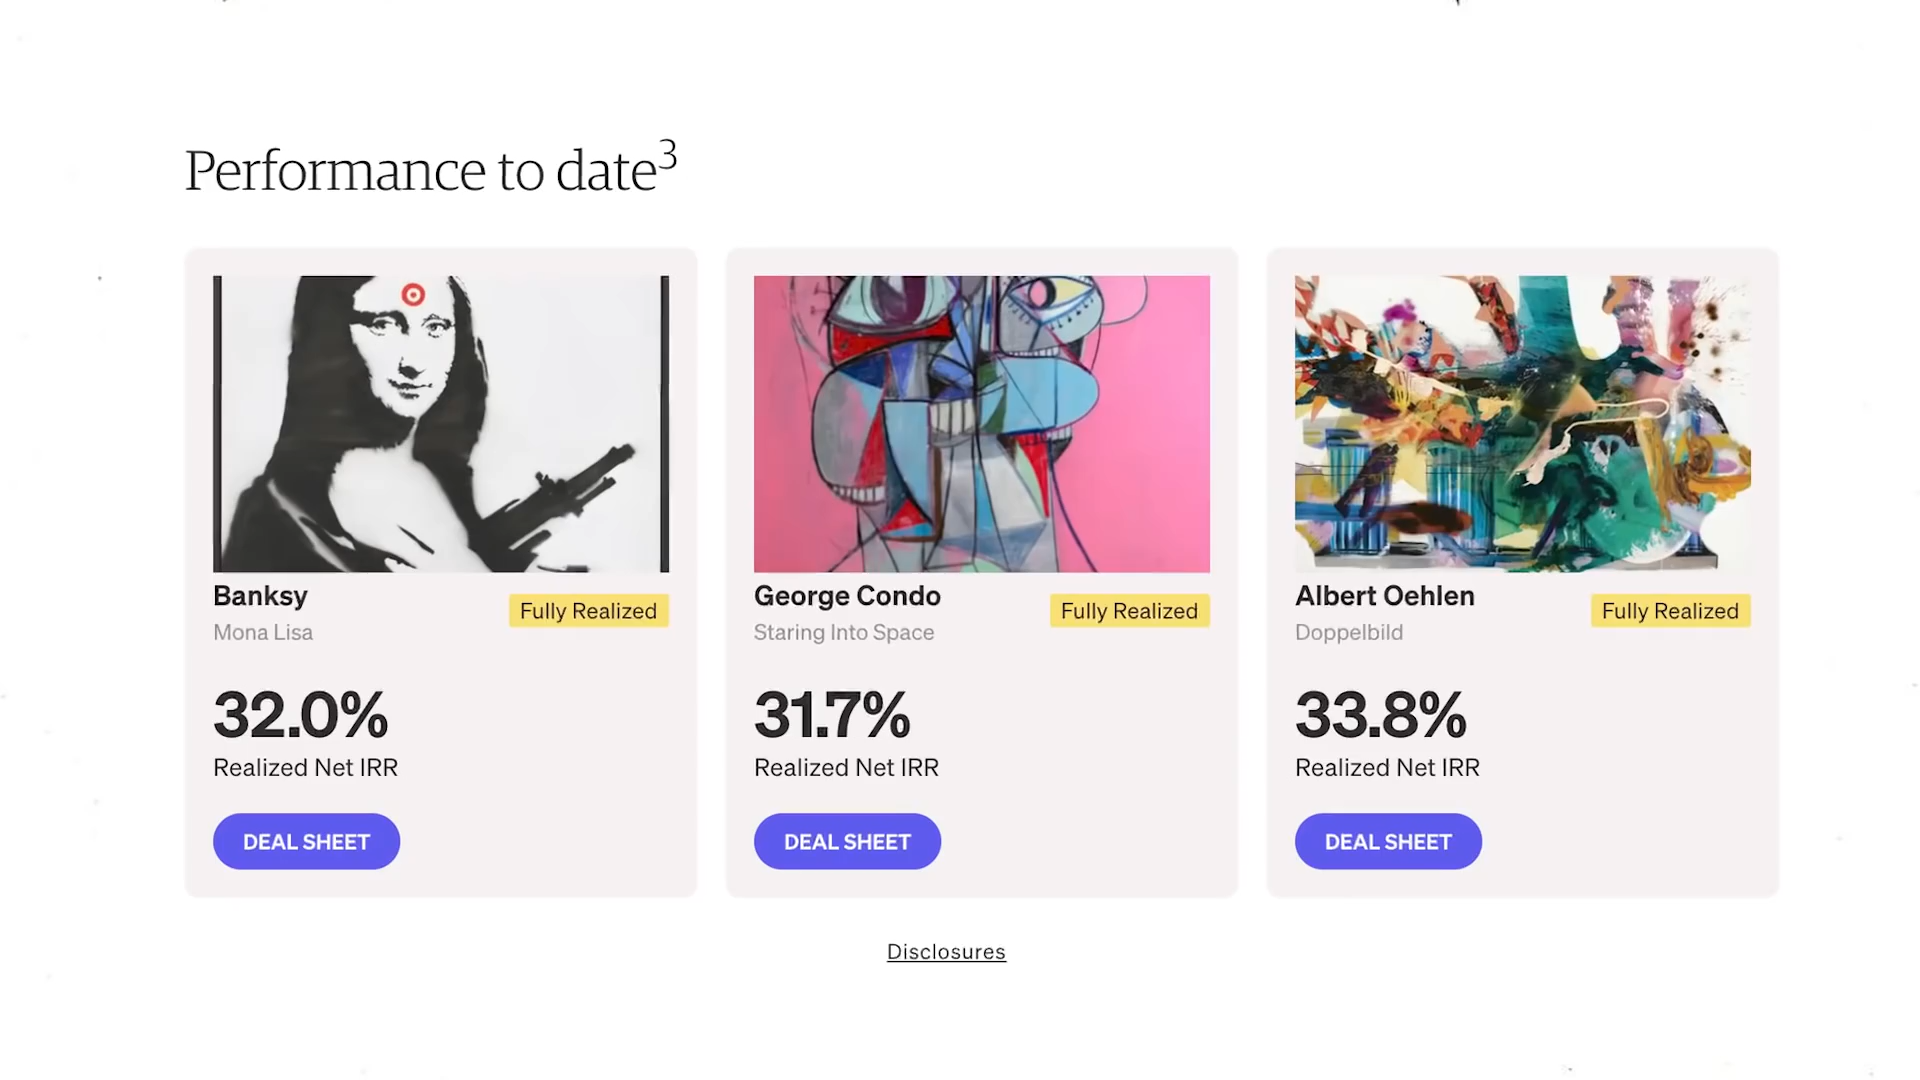 Performance to date3
Banksy
Fully Realized
Mona Lisa
32.0%
Realized Net IRR
DEAL SHEET
George Condo
Fully Realized
Staring Into Space
31.7%
Realized Net IRR
DEAL SHEET
Albert Oehlen
Fully Realized
Doppelbild
33.8%
Realized Net IRR
DEAL SHEET
Disclosures